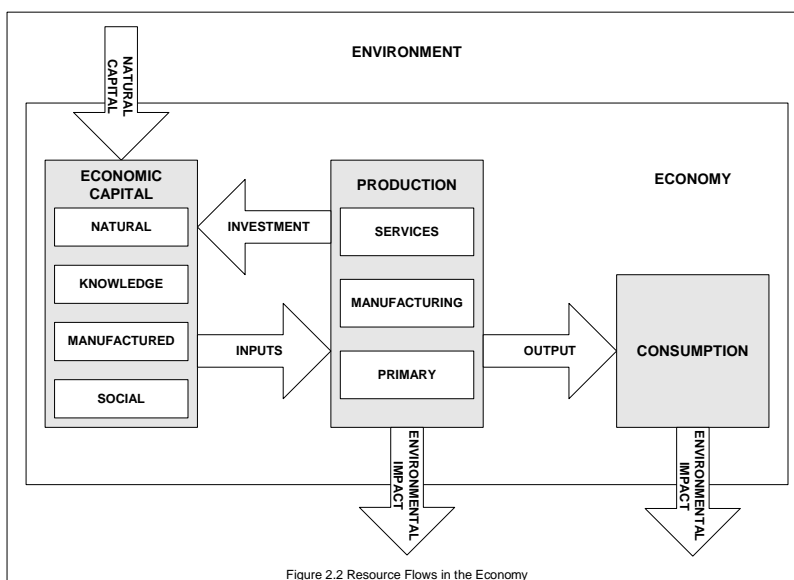 ENVIRONMENT
NATURAL
CAPITAL
ECONOMIC
CAPITAL
NATURAL
KNOWLEDGE
MANUFACTURED
SOCIAL
INVESTMENT
INPUTS
PRODUCTION
SERVICES
MANUFACTURING
PRIMARY
ECONOMY
OUTPUT
CONSUMPTION
ENVIRONMENTAL
IMPACT
ENVIRONMENTAL
IMPACT
Figure 2.2 Resource Flows in the Economy